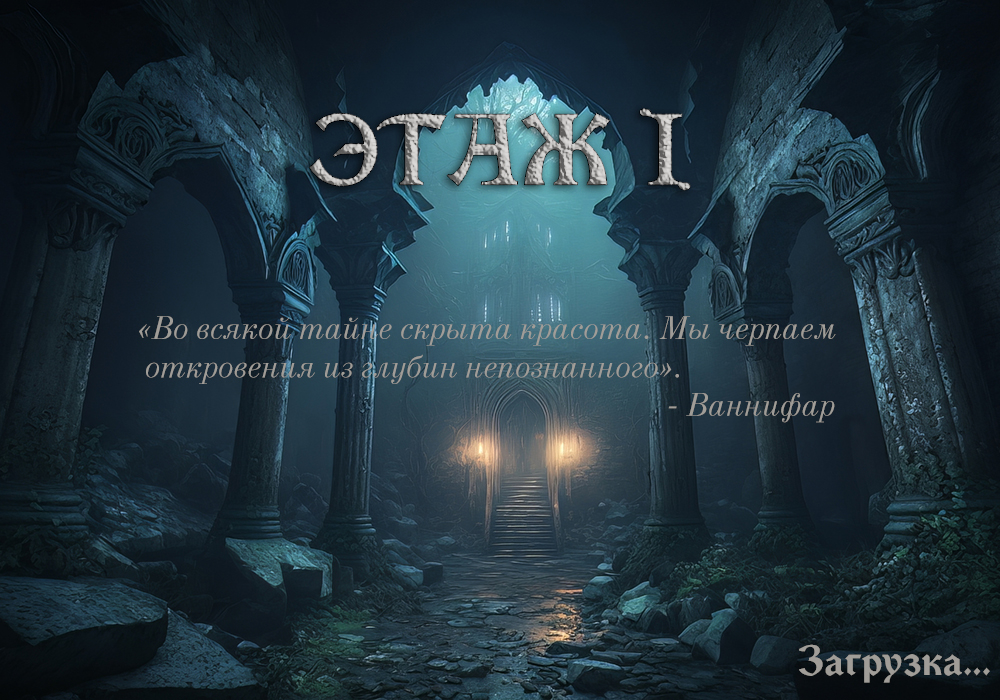 ЭТАЖ I
«Во всякой тайне скрыта красота. Мы черпаем
откровения из глубин непознанного».
- Ваннифар
Загрузка...